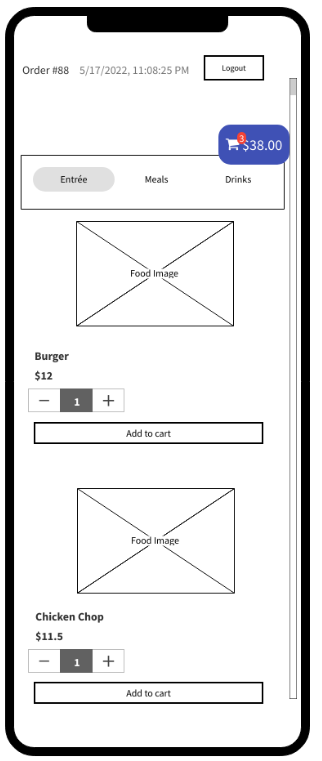 Order #88 5/17/2022, 11:08:25 PM Logout
3
$38.00
Entrée Meals Drinks
Food Image
Burger
$12
— 1 +
Add to cart
Food Image
Chicken Chop
$11.5
— 1 +
Add to cart